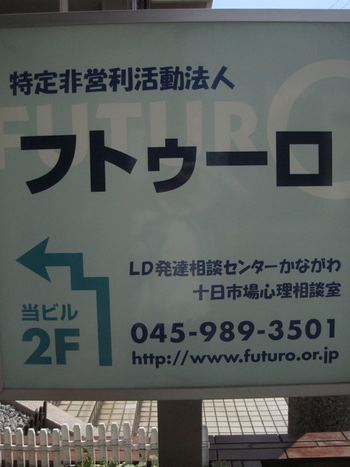 特定非営利活動法人
FUTURO
フトゥーロ
LD発達相談センターかながわ
十日市場心理相談室
当ビル
2F
045-989-3501
http://www.futuro.or.jp